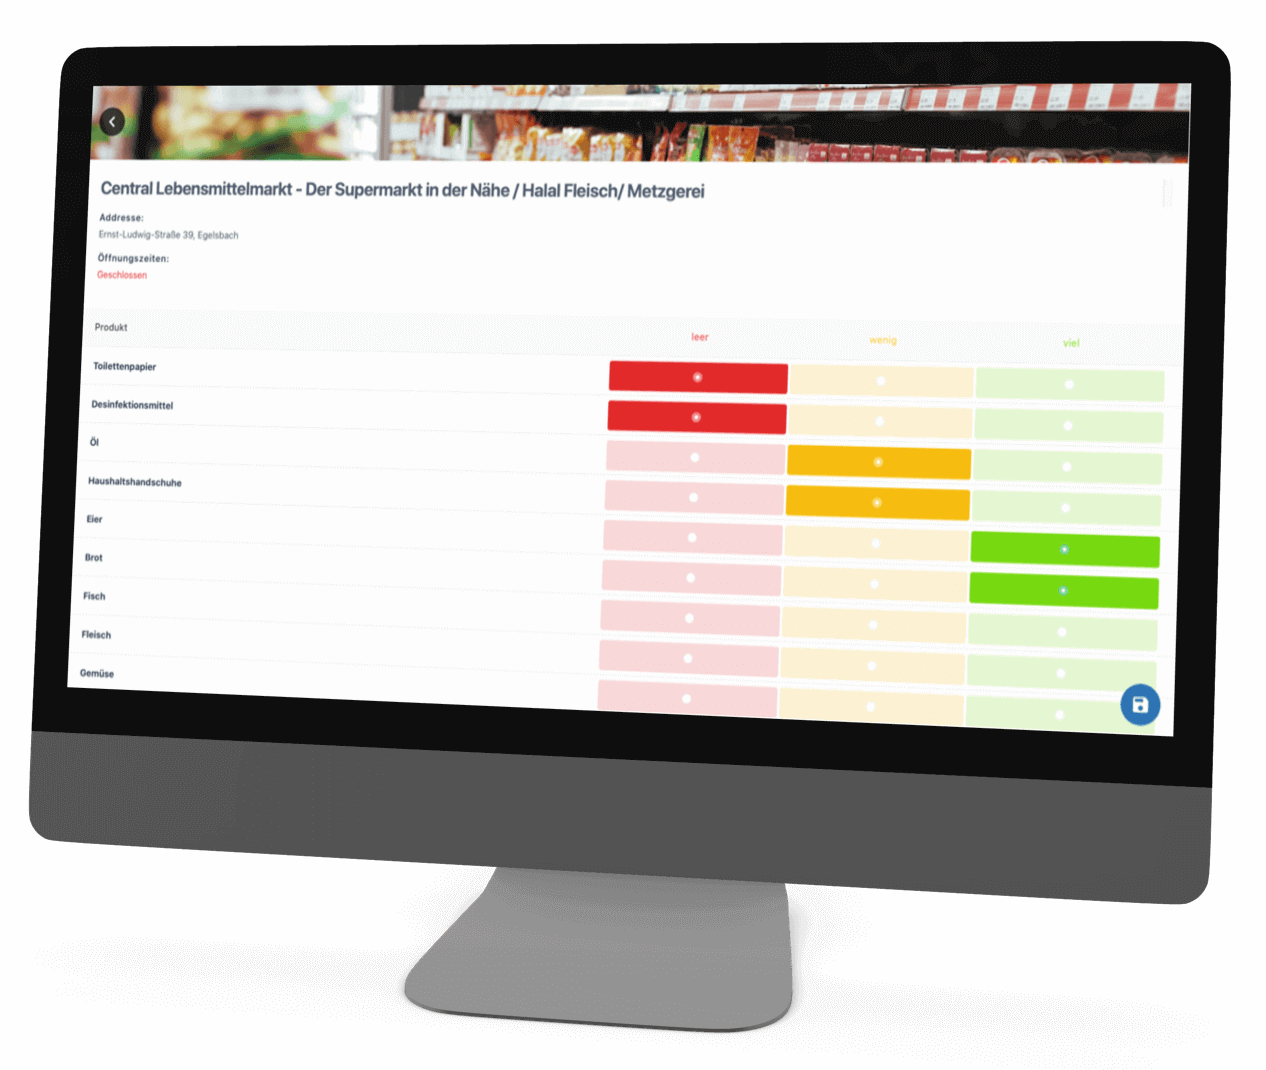 Central Lebensmittelmarkt - Der Supermarkt in der Nähe / Halal Fleisch/ Metzgerei
Addresse:
Ernst-Ludwig-Straße 39, Egelsbach
Öffnungszeiten:
Geschlossen
Produkt leer wenig viel
Toilettenpapier
Desinfektionsmittel
Öl
Haushaltshandschuhe
Eier
Brot
Fisch
Fleisch
Gemüse